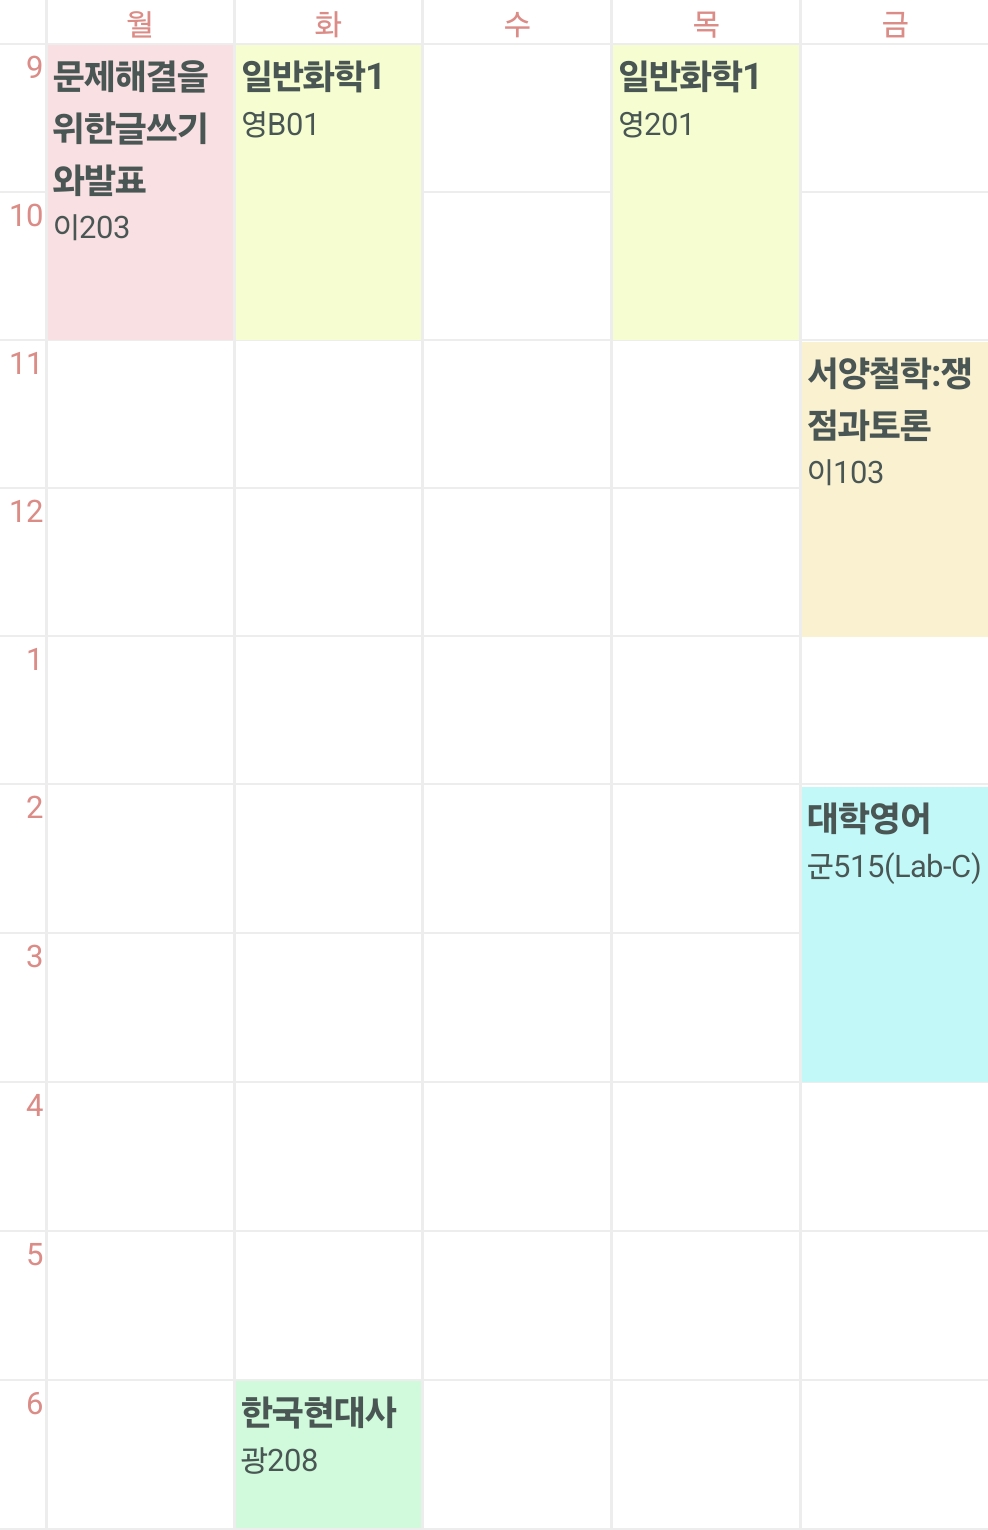 월 화 수 목 금
9
문제해결을
위한글쓰기
와발표
이203
일반화학1
영B01
일반화학1
영201
10
11
서양철학:쟁
점과토론
이103
12
1
2
대학영어
군515(Lab-C)
3
4
5
6
한국현대사
광208